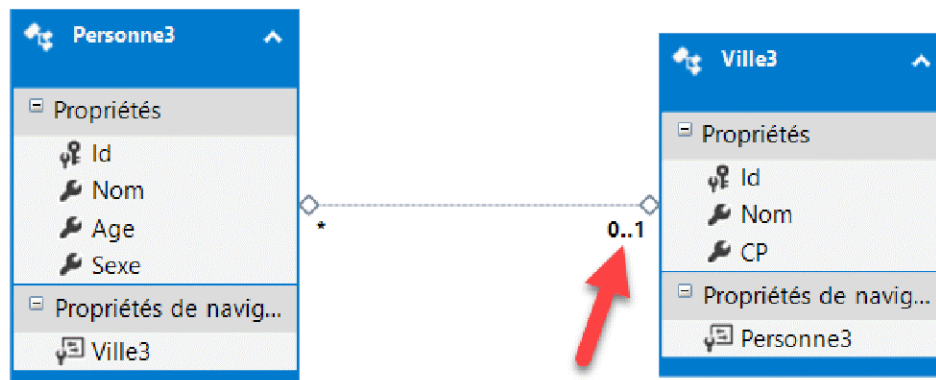 Personne3
Propriétés
Id
Nom
Age
Sexe
Propriétés de navig...
Ville3
*
0..1
Ville3
Propriétés
Id
Nom
CP
Propriétés de navig...
Personne3